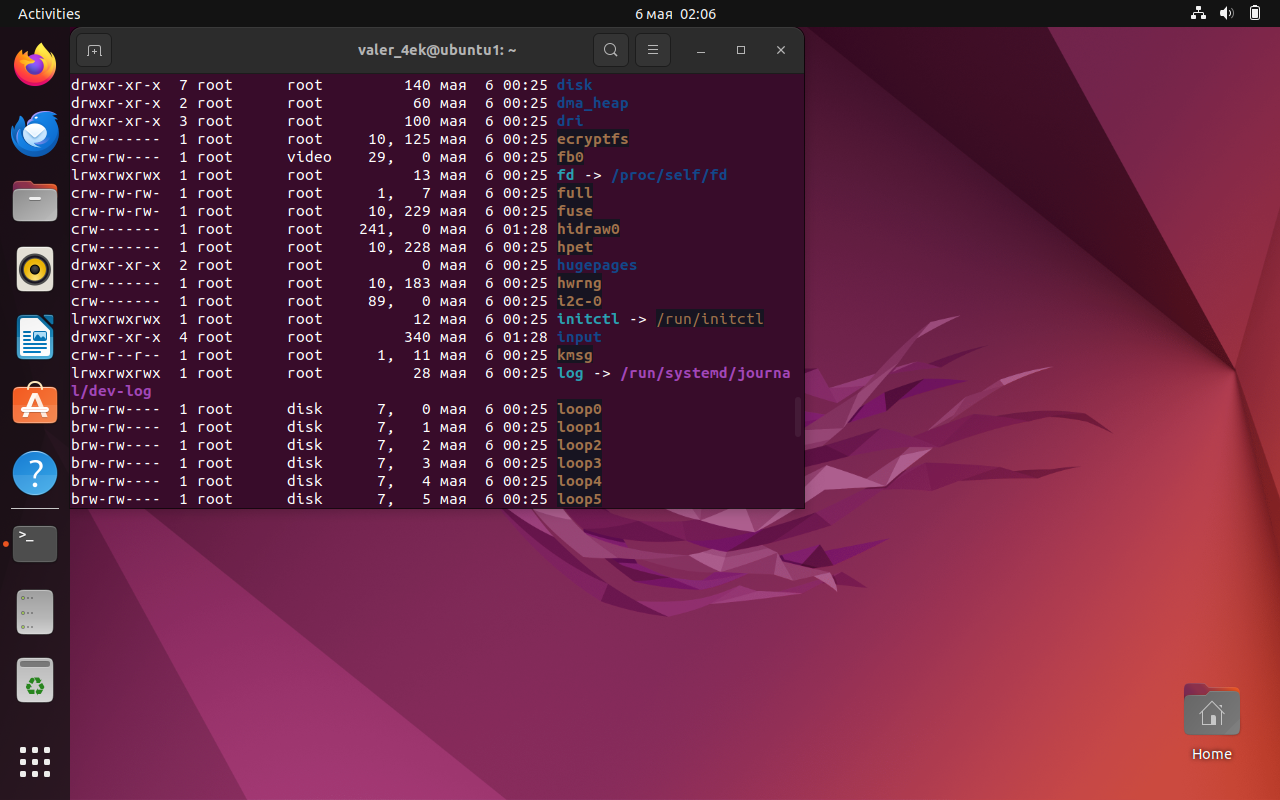 Activities
6 мая 02:06
valer_4ek@ubuntu1: ~
drwxr-xr-x  7 root      root         140 мая  6 00:25 disk
drwxr-xr-x  2 root      root          60 мая  6 00:25 dma_heap
drwxr-xr-x  3 root      root         100 мая  6 00:25 dri
crw-------  1 root      root     10, 125 мая  6 00:25 ecryptfs
crw-rw----  1 root      video    29,   0 мая  6 00:25 fb0
lrwxrwxrwx  1 root      root          13 мая  6 00:25 fd -> /proc/self/fd
crw-rw-rw-  1 root      root      1,   7 мая  6 00:25 full
crw-rw-rw-  1 root      root     10, 229 мая  6 00:25 fuse
crw-------  1 root      root    241,   0 мая  6 01:28 hidraw0
crw-------  1 root      root     10, 228 мая  6 00:25 hpet
drwxr-xr-x  2 root      root           0 мая  6 00:25 hugepages
crw-------  1 root      root     10, 183 мая  6 00:25 hwrng
crw-------  1 root      root     89,   0 мая  6 00:25 i2c-0
lrwxrwxrwx  1 root      root          12 мая  6 00:25 initctl -> /run/initctl
drwxr-xr-x  4 root      root         340 мая  6 01:28 input
crw-r--r--  1 root      root      1,  11 мая  6 00:25 kmsg
lrwxrwxrwx  1 root      root          28 мая  6 00:25 log -> /run/systemd/journa
l/dev-log
brw-rw----  1 root      disk      7,   0 мая  6 00:25 loop0
brw-rw----  1 root      disk      7,   1 мая  6 00:25 loop1
brw-rw----  1 root      disk      7,   2 мая  6 00:25 loop2
brw-rw----  1 root      disk      7,   3 мая  6 00:25 loop3
brw-rw----  1 root      disk      7,   4 мая  6 00:25 loop4
brw-rw----  1 root      disk      7,   5 мая  6 00:25 loop5
Home